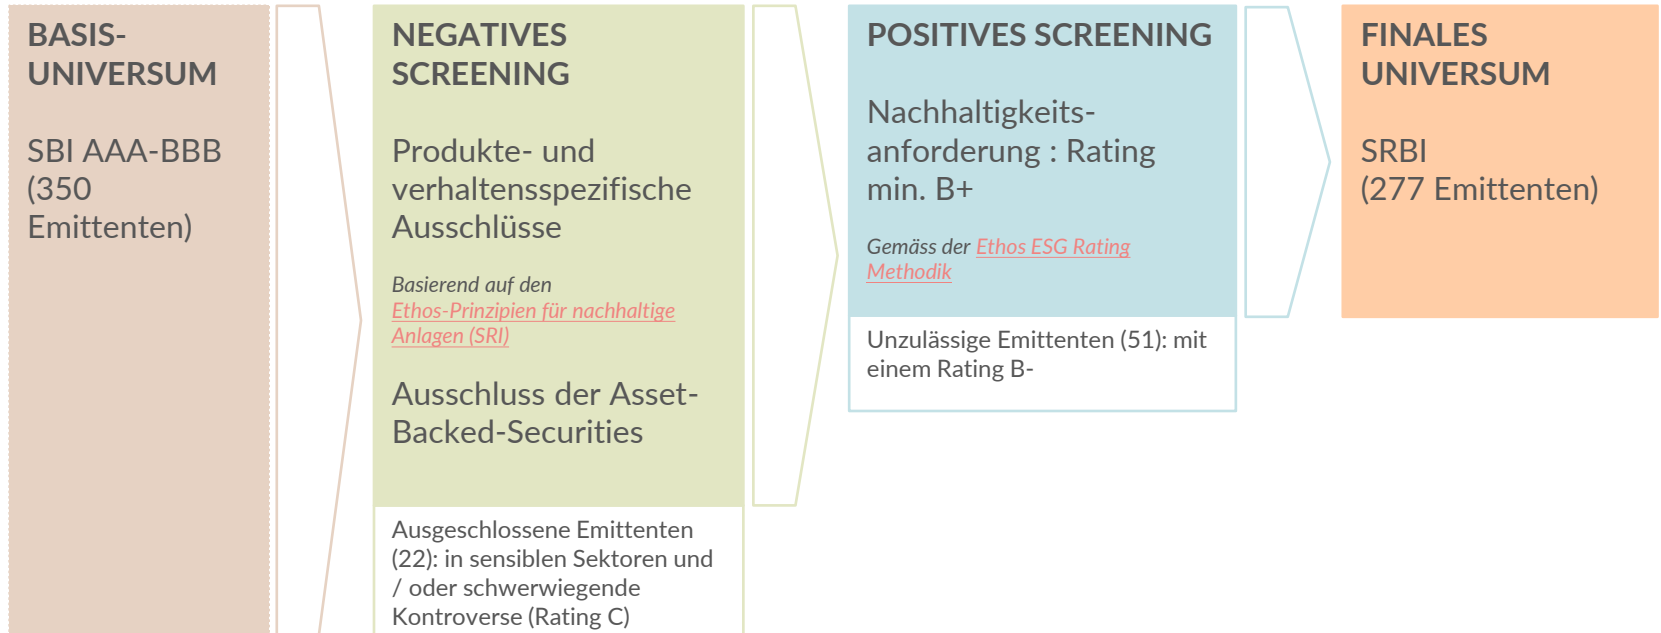 BASIS-
UNIVERSUM
SBI AAA-BBB
(350
Emittenten)
NEGATIVES
SCREENING
Produkte- und
verhaltensspezifische
Ausschlüsse
Basierend auf den
Ethos-Prinzipien für nachhaltige
Anlagen (SRI)
Ausschluss der Asset-
Backed-Securities
Ausgeschlossene Emittenten
(22): in sensiblen Sektoren und
/ oder schwerwiegende
Kontroverse (Rating C)
POSITIVES SCREENING
Nachhaltigkeits-
anforderung : Rating
min. B+
Gemäss der Ethos ESG Rating
Methodik
Unzulässige Emittenten (51): mit
einem Rating B-
FINALES
UNIVERSUM
SRBI
(277 Emittenten)